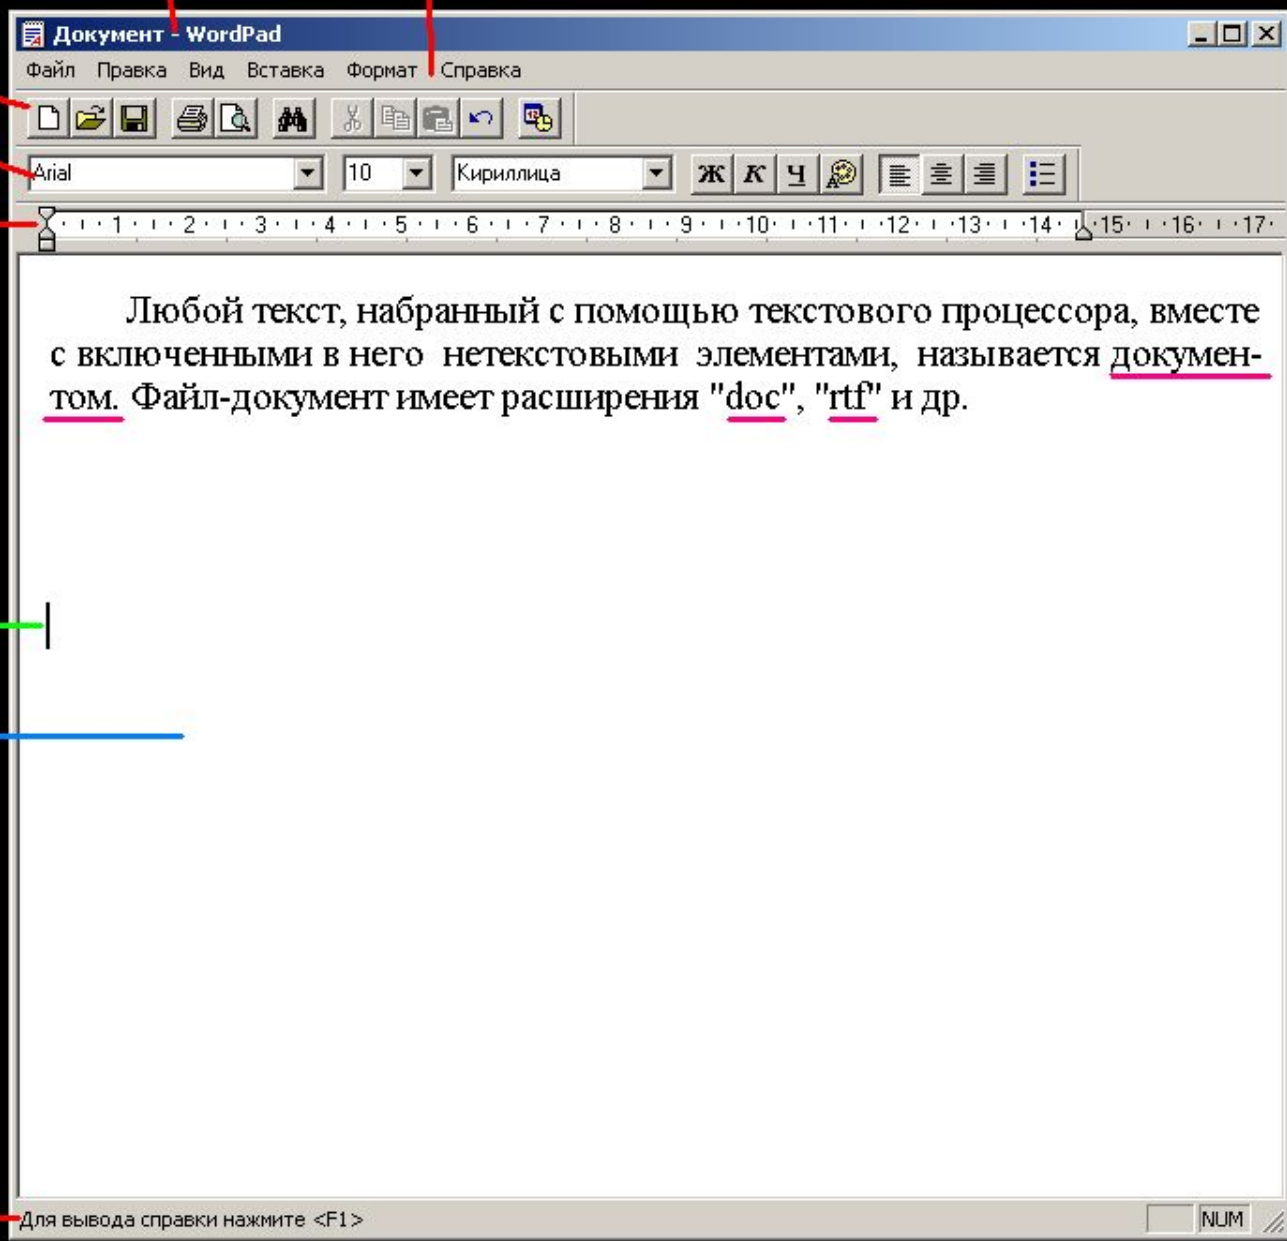 Документ - WordPad
Файл Правка Вид Вставка Формат Справка
Arial 10 Кириллица Ж К Ч
1 2 3 4 5 6 7 8 9 10 11 12 13 14 15 16 17
Любой текст, набранный с помощью текстового процессора, вместе
с включенными в него нетекстовыми элементами, называется докумен-
том. Файл-документ имеет расширения "doc", "rtf" и др.
Для вывода справки нажмите <F1> NUM